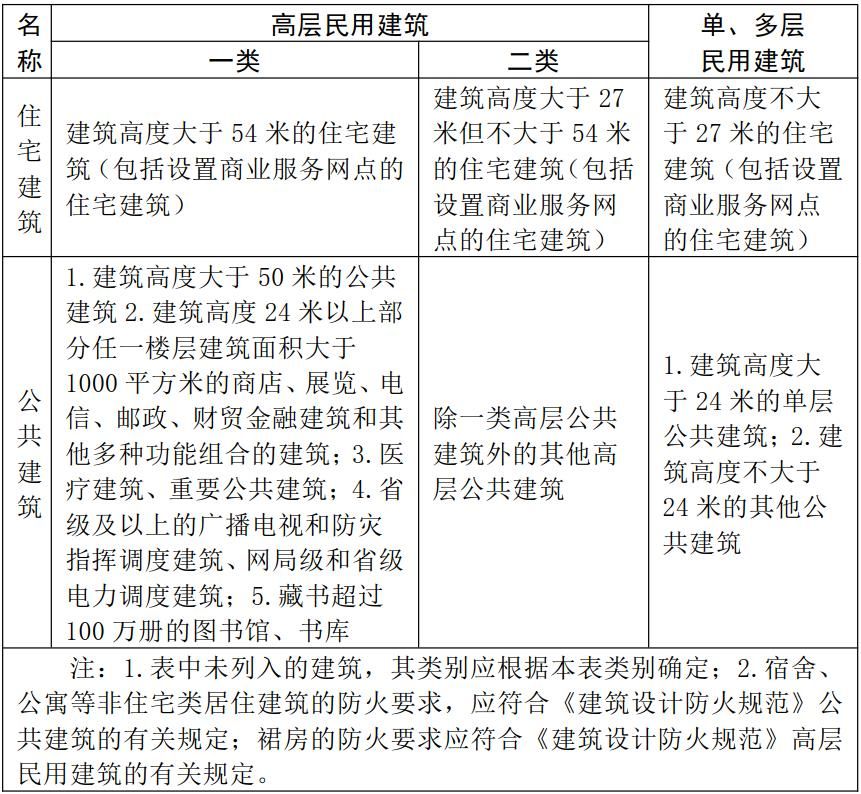 名称
高层民用建筑
单、多层
民用建筑
一类
二类
住宅建筑
建筑高度大于 54 米的住宅建
筑（包括设置商业服务网点的
住宅建筑）
建筑高度大于 27
米但不大于 54 米
的住宅建筑（包括
设置商业服务网
点的住宅建筑）
建筑高度不大
于 27 米的住宅
建筑（包括设置
商业服务网点
的住宅建筑）
公共建筑
1.建筑高度大于 50 米的公共
建筑 2.建筑高度 24 米以上部
分任一楼层建筑面积大于
1000 平方米的商店、展览、电
信、邮政、财贸金融建筑和其
他多种功能组合的建筑；3.医
疗建筑、重要公共建筑；4.省
级及以上的广播电视和防灾
指挥调度建筑、网局级和省级
电力调度建筑；5.藏书超过
100 万册的图书馆、书库
除一类高层公共
建筑外的其他高
层公共建筑
1.建筑高度大
于 24 米的单层
公共建筑；2.建
筑高度不大于
24 米的其他公
共建筑
注：1.表中未列入的建筑，其类别应根据本表类别确定；2.宿舍、
公寓等非住宅类居住建筑的防火要求，应符合《建筑设计防火规范》公
共建筑的有关规定；裙房的防火要求应符合《建筑设计防火规范》高层
民用建筑的有关规定。